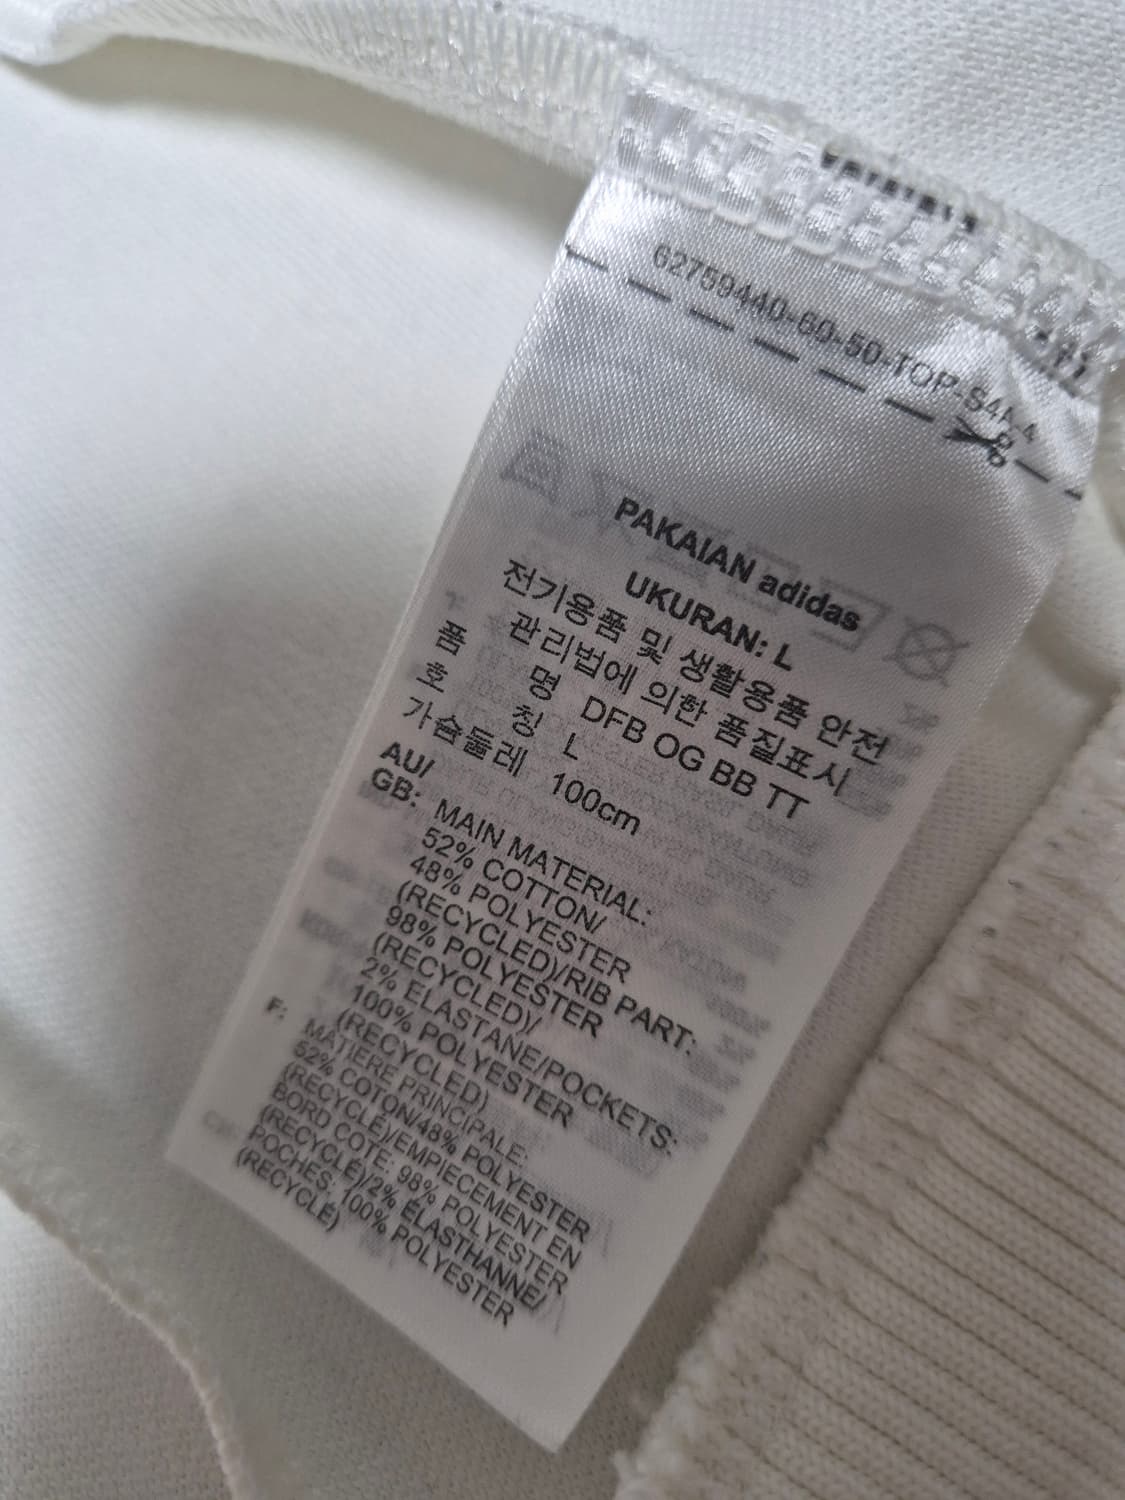 62759440-60-50-TOP-S4A 4
PAKAIAN adidas
UKURAN: L
전기용품 및 생활용품 안전
관리법에 의한 품질표시
품 명 DFB OG BB TT
호 칭 L
가슴둘레 100cm
AU/
GB: MAIN MATERIAL:
52% COTTON/
48% POLYESTER
(RECYCLED)/RIB PART:
98% POLYESTER
(RECYCLED)/
2% ELASTANE/POCKETS:
100% POLYESTER
(RECYCLED)
F: MATIÈRE PRINCIPALE:
52% COTON/48% POLYESTER
(RECYCLÉ)/EMPIECEMENT EN
BORD COTE: 98% POLYESTER
(RECYCLÉ)/2% ÉLASTHANNE/
POCHES: 100% POLYESTER
(RECYCLÉ)